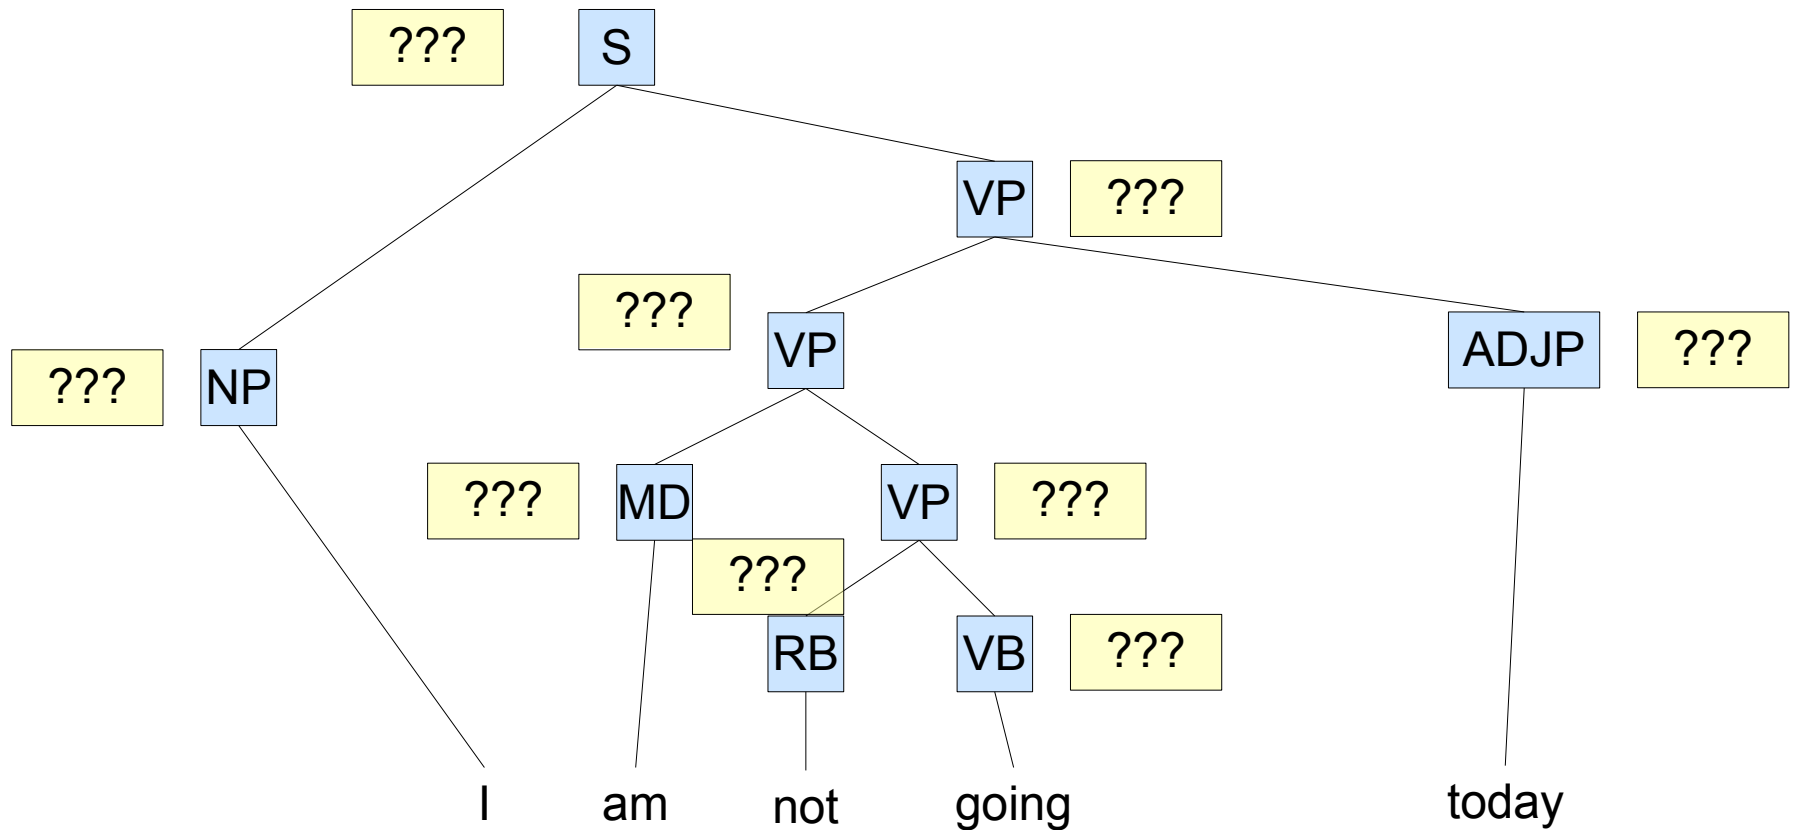 ??? S
VP ???
???
VP
ADJP ???
??? NP
??? MD
VP ???
???
RB
VB ???
I am not going today